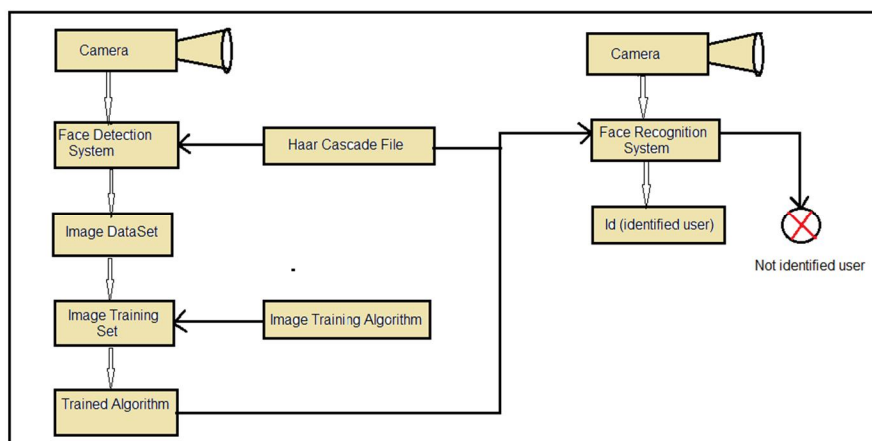 Camera
Face Detection
System
Image DataSet
Image Training
Set
Trained Algorithm
Haar Cascade File
Image Training Algorithm
Camera
Face Recognition
System
Id (identified user)
Not identified user